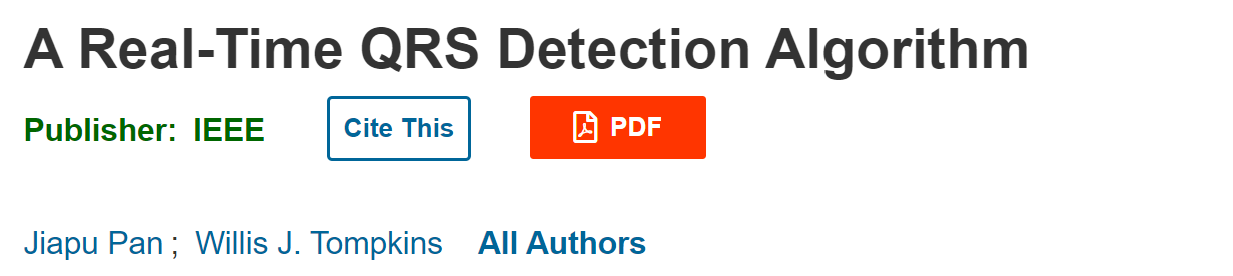 A Real-Time QRS Detection Algorithm
Publisher: IEEE Cite This PDF
Jiapu Pan ; Willis J. Tompkins All Authors